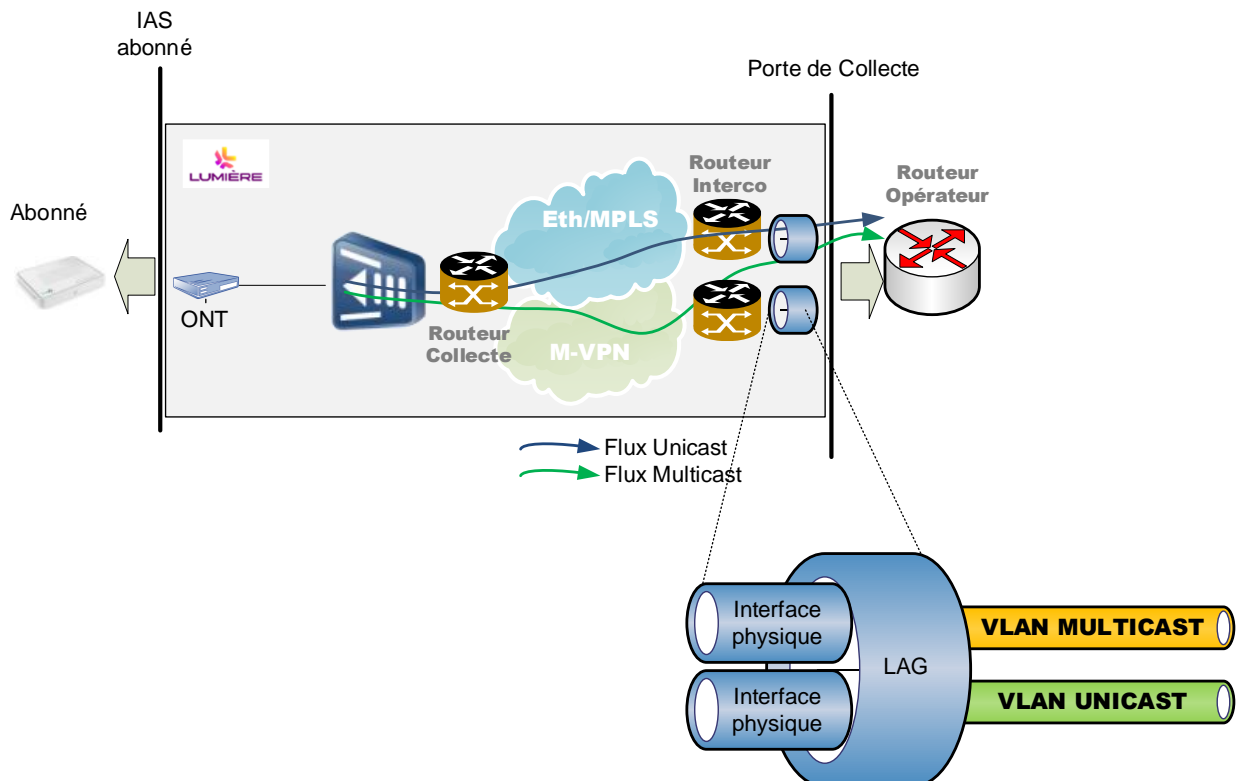 IAS
abonné
Porte de Collecte
LUMIÈRE
Routeur
Interco
Routeur
Opérateur
Abonné
Eth/MPLS
ONT
Routeur
Collecte
M-VPN
Flux Unicast
Flux Multicast
Interface
physique
VLAN MULTICAST
LAG
Interface
physique
VLAN UNICAST